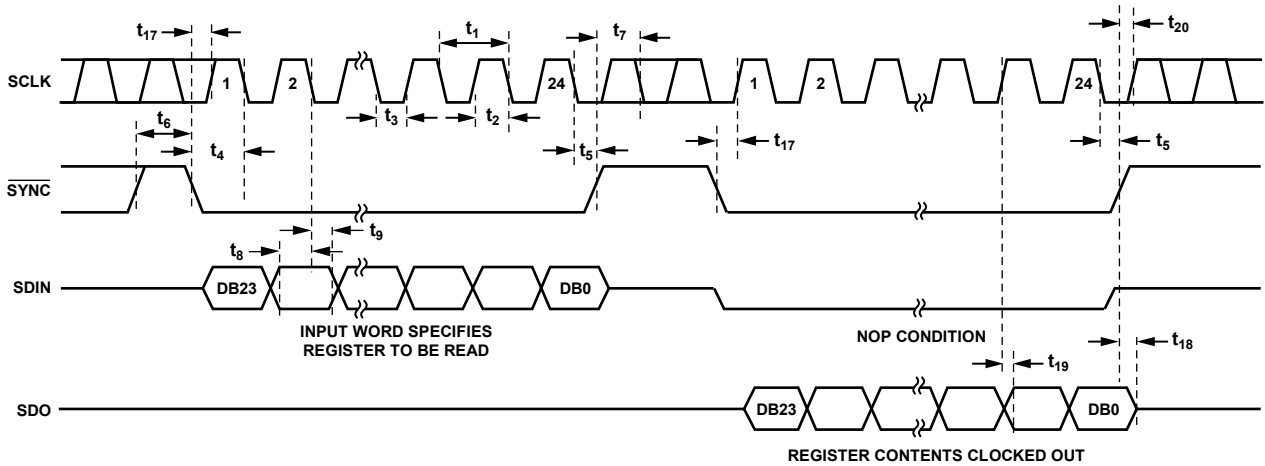 t17
t1
t7
t20
SCLK
1
2
24
1
2
24
t3
t2
t6
t4
t5
t17
t5
SYNC
t9
t8
SDIN
DB23
DB0
INPUT WORD SPECIFIES
REGISTER TO BE READ
NOP CONDITION
t18
t19
SDO
DB23
DB0
REGISTER CONTENTS CLOCKED OUT